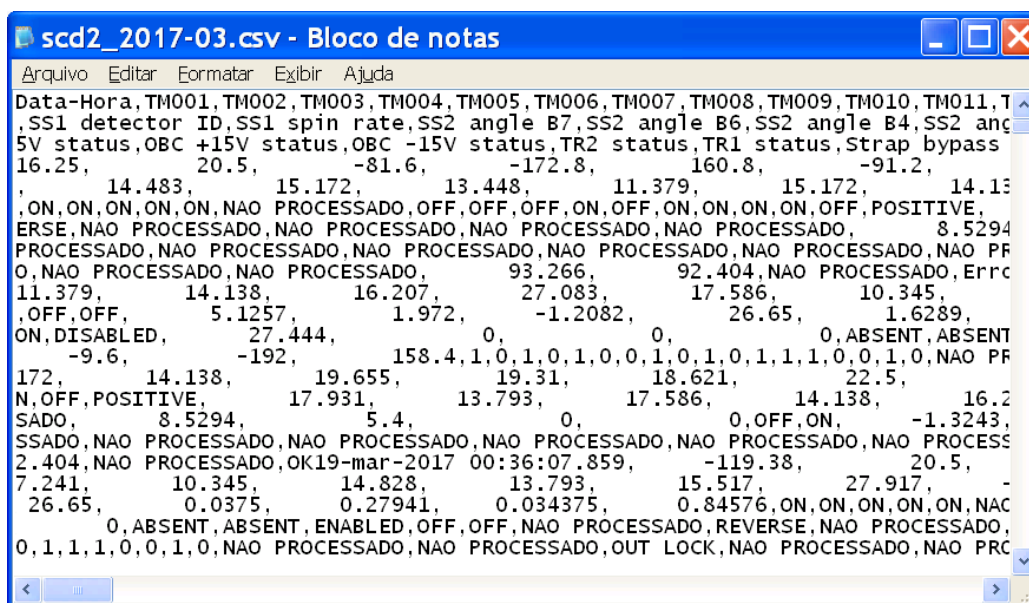 scd2_2017-03.csv - Bloco de notas
Arquivo Editar Formatar Exibir Ajuda
Data-Hora,TM001,TM002,TM003,TM004,TM005,TM006,TM007,TM008,TM009,TM010,TM011,T
,SS1 detector ID,SS1 spin rate,SS2 angle B7,SS2 angle B6,SS2 angle B4,SS2 ang
5V status,OBC +15V status,OBC -15V status,TR2 status,TR1 status,Strap bypass
16.25, 20.5, -81.6, -172.8, 160.8, -91.2,
, 14.483, 15.172, 13.448, 11.379, 15.172, 14.13
,ON,ON,ON,ON,ON,NAO PROCESSADO,OFF,OFF,OFF,ON,OFF,ON,ON,ON,ON,OFF,POSITIVE,
ERSE,NAO PROCESSADO,NAO PROCESSADO,NAO PROCESSADO,NAO PROCESSADO, 8.5294
PROCESSADO,NAO PROCESSADO,NAO PROCESSADO,NAO PROCESSADO,NAO PROCESSADO,NAO PR
O,NAO PROCESSADO,NAO PROCESSADO, 93.266, 92.404,NAO PROCESSADO,Erro
11.379, 14.138, 16.207, 27.083, 17.586, 10.345,
,OFF,OFF, 5.1257, 1.972, -1.2082, 26.65, 1.6289,
ON,DISABLED, 27.444, 0, 0, 0,ABSENT,ABSENT
-9.6, -192, 158.4,1,0,1,0,1,0,0,1,0,1,0,1,1,1,0,0,1,0,NAO PR
172, 14.138, 19.655, 19.31, 18.621, 22.5,
N,OFF,POSITIVE, 17.931, 13.793, 17.586, 14.138, 16.2
SADO, 8.5294, 5.4, 0, 0,OFF,ON, -1.3243,
SSADO,NAO PROCESSADO,NAO PROCESSADO,NAO PROCESSADO,NAO PROCESSADO,NAO PROCESS
2.404,NAO PROCESSADO,OK19-mar-2017 00:36:07.859, -119.38, 20.5,
7.241, 10.345, 14.828, 13.793, 15.517, 27.917, -
26.65, 0.0375, 0.27941, 0.034375, 0.84576,ON,ON,ON,ON,ON,NAO
0,ABSENT,ABSENT,ENABLED,OFF,OFF,NAO PROCESSADO,REVERSE,NAO PROCESSADO,
0,1,1,1,0,0,1,0,NAO PROCESSADO,NAO PROCESSADO,OUT LOCK,NAO PROCESSADO,NAO PRO